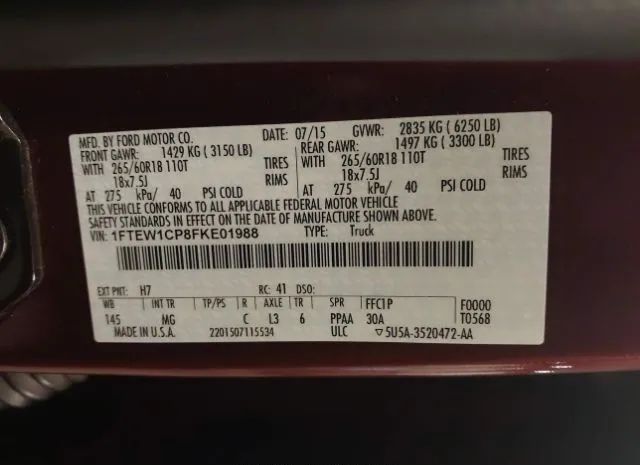 MFD. BY FORD MOTOR CO. DATE: 07/15 GVWR: 2835 KG ( 6250 LB)
FRONT GAWR: 1429 KG ( 3150 LB) REAR GAWR: 1497 KG ( 3300 LB)
WITH 265/60R18 110T TIRES WITH 265/60R18 110T TIRES
18x7.5J RIMS 18x7.5J RIMS
AT 275 kPa/ 40 PSI COLD AT 275 kPa/ 40 PSI COLD
THIS VEHICLE CONFORMS TO ALL APPLICABLE FEDERAL MOTOR VEHICLE
SAFETY STANDARDS IN EFFECT ON THE DATE OF MANUFACTURE SHOWN ABOVE.
VIN: 1FTEW1CP8FKE01988 TYPE: Truck
EXT PNT: H7 RC: 41 DSO:
WB INT TR TP/PS R AXLE TR SPR FFC1P F0000
145 MG C L3 6 PPAA 30A T0568
MADE IN U.S.A. 2201507115534 ULC ▽5U5A-3520472-AA